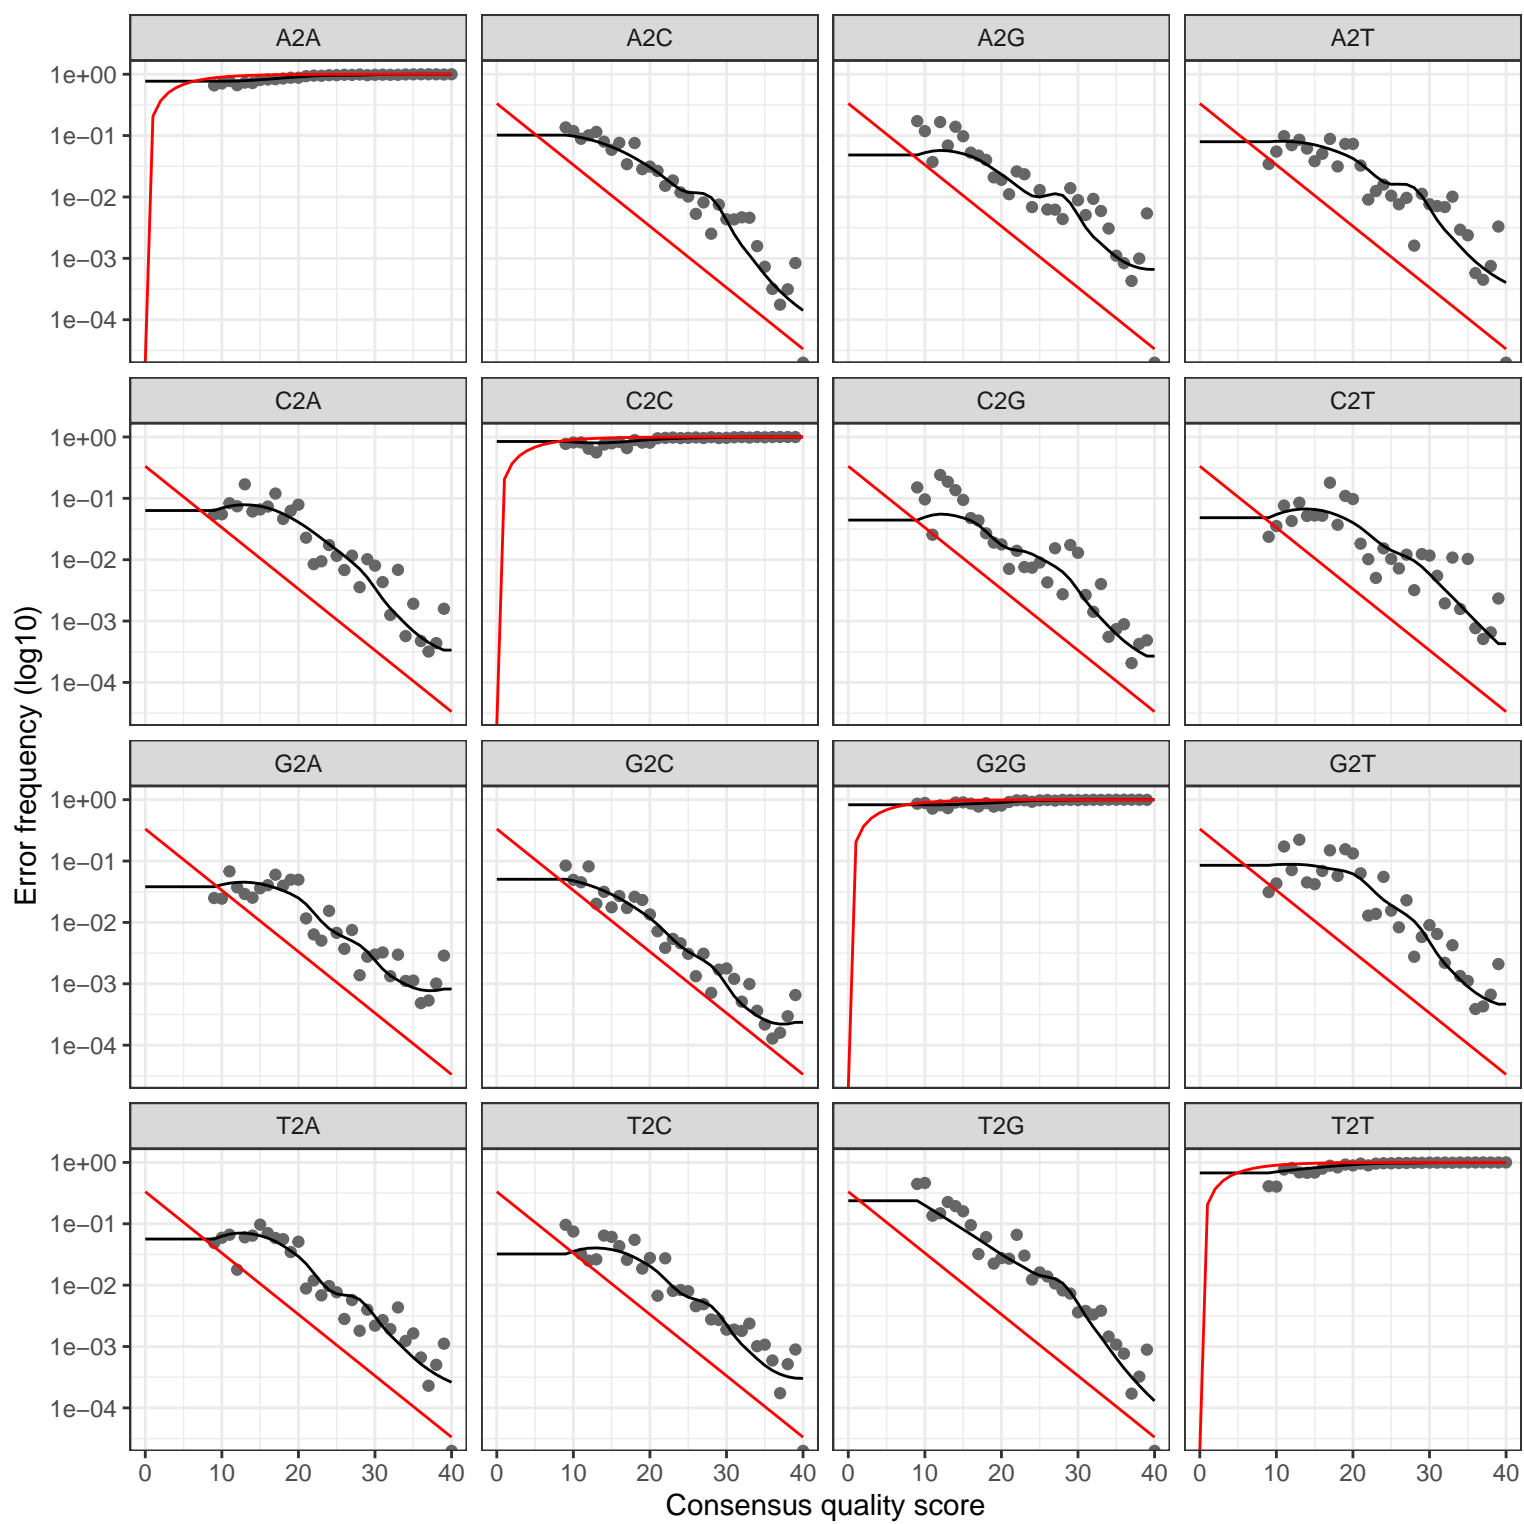 A2A A2C A2G A2T
1e+00
1e−01
1e−02
1e−03
1e−04
C2A C2C C2G C2T
1e+00
1e−01
1e−02
1e−03
1e−04
Error frequency (log10)
G2A G2C G2G G2T
1e+00
1e−01
1e−02
1e−03
1e−04
T2A T2C T2G T2T
1e+00
1e−01
1e−02
1e−03
1e−04
0 10 20 30 40 0 10 20 30 40 0 10 20 30 40 0 10 20 30 40
Consensus quality score